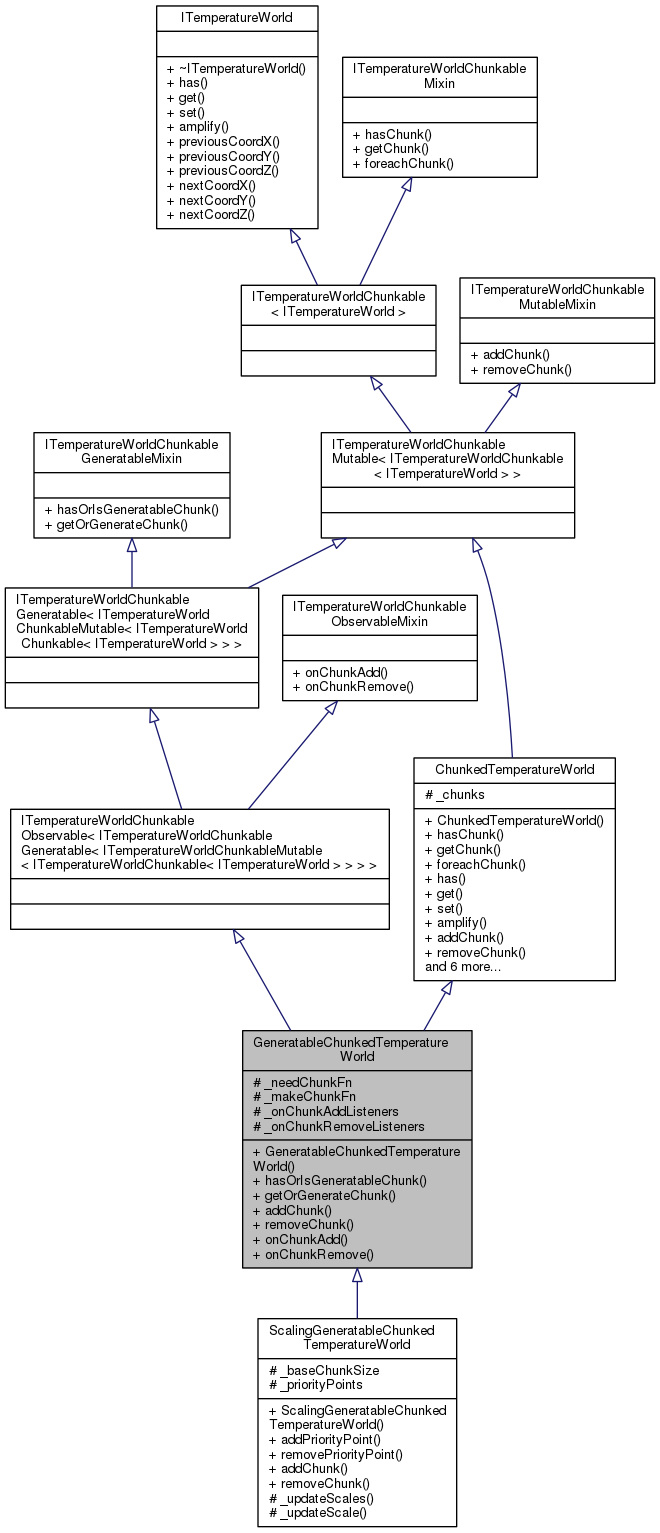 ITemperatureWorld
+ ~ITemperatureWorld()
+ has()
+ get()
+ set()
+ amplify()
+ previousCoordX()
+ previousCoordY()
+ previousCoordZ()
+ nextCoordX()
+ nextCoordY()
+ nextCoordZ()
ITemperatureWorldChunkable
Mixin
+ hasChunk()
+ getChunk()
+ foreachChunk()
ITemperatureWorldChunkable
< ITemperatureWorld >
ITemperatureWorldChunkable
MutableMixin
+ addChunk()
+ removeChunk()
ITemperatureWorldChunkable
GeneratableMixin
+ hasOrIsGeneratableChunk()
+ getOrGenerateChunk()
ITemperatureWorldChunkable
Mutable< ITemperatureWorldChunkable
< ITemperatureWorld > >
ITemperatureWorldChunkable
Generatable< ITemperatureWorld
ChunkableMutable< ITemperatureWorld
Chunkable< ITemperatureWorld > > >
ITemperatureWorldChunkable
ObservableMixin
+ onChunkAdd()
+ onChunkRemove()
ITemperatureWorldChunkable
Observable< ITemperatureWorldChunkable
Generatable< ITemperatureWorldChunkableMutable
< ITemperatureWorldChunkable< ITemperatureWorld > > > >
ChunkedTemperatureWorld
# _chunks
+ ChunkedTemperatureWorld()
+ hasChunk()
+ getChunk()
+ foreachChunk()
+ has()
+ get()
+ set()
+ amplify()
+ addChunk()
+ removeChunk()
and 6 more...
GeneratableChunkedTemperature
World
# _needChunkFn
# _makeChunkFn
# _onChunkAddListeners
# _onChunkRemoveListeners
+ GeneratableChunkedTemperature
World()
+ hasOrIsGeneratableChunk()
+ getOrGenerateChunk()
+ addChunk()
+ removeChunk()
+ onChunkAdd()
+ onChunkRemove()
ScalingGeneratableChunked
TemperatureWorld
# _baseChunkSize
# _priorityPoints
+ ScalingGeneratableChunked
TemperatureWorld()
+ addPriorityPoint()
+ removePriorityPoint()
+ addChunk()
+ removeChunk()
# _updateScales()
# _updateScale()